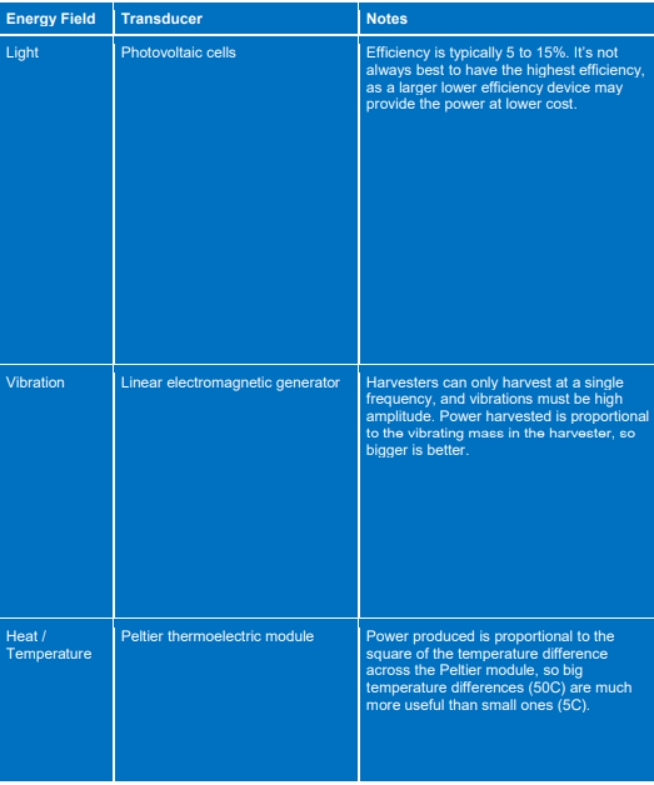 Energy Field Transducer Notes
Light Photovoltaic cells Efficiency is typically 5 to 15%. It's not
always best to have the highest efficiency,
as a larger lower efficiency device may
provide the power at lower cost.
Vibration Linear electromagnetic generator Harvesters can only harvest at a single
frequency, and vibrations must be high
amplitude. Power harvested is proportional
to the vibrating mass in the harvester, so
bigger is better.
Heat / Peltier thermoelectric module Power produced is proportional to the
Temperature square of the temperature difference
across the Peltier module, so big
temperature differences (50C) are much
more useful than small ones (5C).